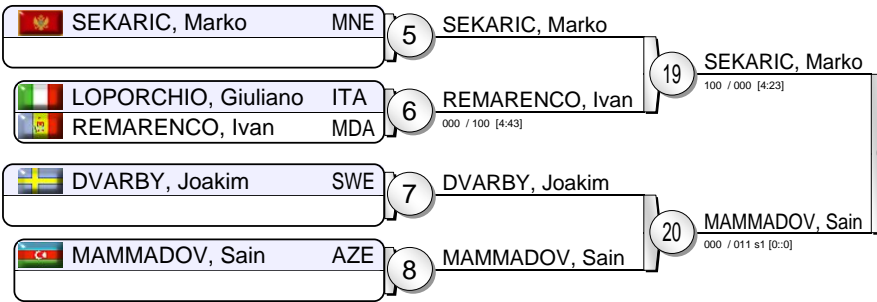 SEKARIC, Marko MNE
5
SEKARIC, Marko
LOPORCHIO, Giuliano ITA
REMARENCO, Ivan MDA
6
REMARENCO, Ivan
000 / 100 [4:43]
19
SEKARIC, Marko
100 / 000 [4:23]
DVARBY, Joakim SWE
7
DVARBY, Joakim
MAMMADOV, Sain AZE
8
MAMMADOV, Sain
20
MAMMADOV, Sain
000 / 011 s1 [0::0]